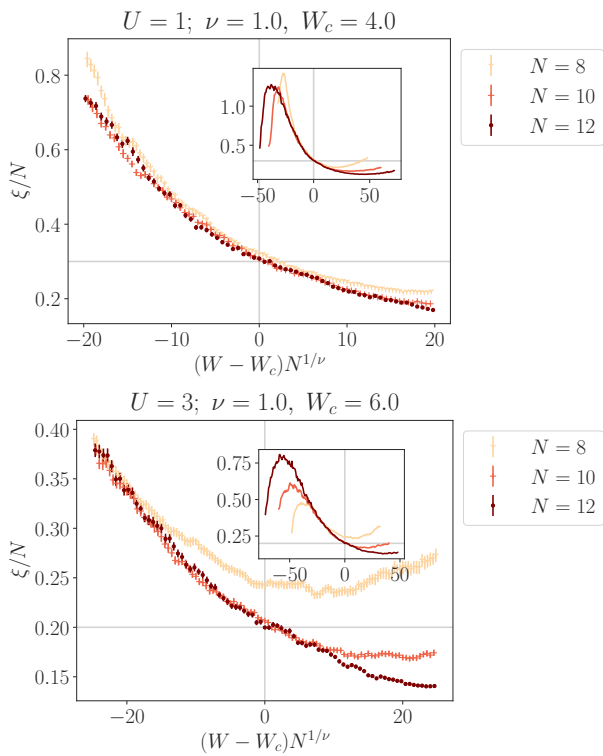 U = 1; ν = 1.0, W_c = 4.0
ξ/N
0.8
0.6
0.4
0.2
1.0
0.5
−50
0
50
−20
−10
0
10
20
(W − W_c)N^{1/ν}
N = 8
N = 10
N = 12
U = 3; ν = 1.0, W_c = 6.0
ξ/N
0.40
0.35
0.30
0.25
0.20
0.15
0.75
0.50
0.25
−50
0
50
−20
0
20
(W − W_c)N^{1/ν}
N = 8
N = 10
N = 12